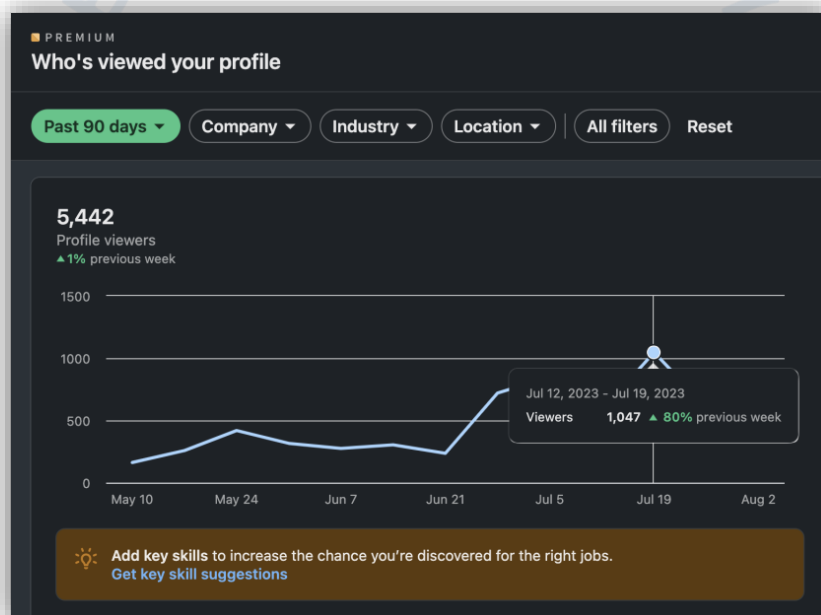 PREMIUM
Who's viewed your profile
Past 90 days Company Industry Location All filters Reset
5,442
Profile viewers
▲1% previous week
1500
1000
500
0
Jul 12, 2023 - Jul 19, 2023
Viewers 1,047 ▲ 80% previous week
May 10 May 24 Jun 7 Jun 21 Jul 5 Jul 19 Aug 2
Add key skills to increase the chance you’re discovered for the right jobs.
Get key skill suggestions